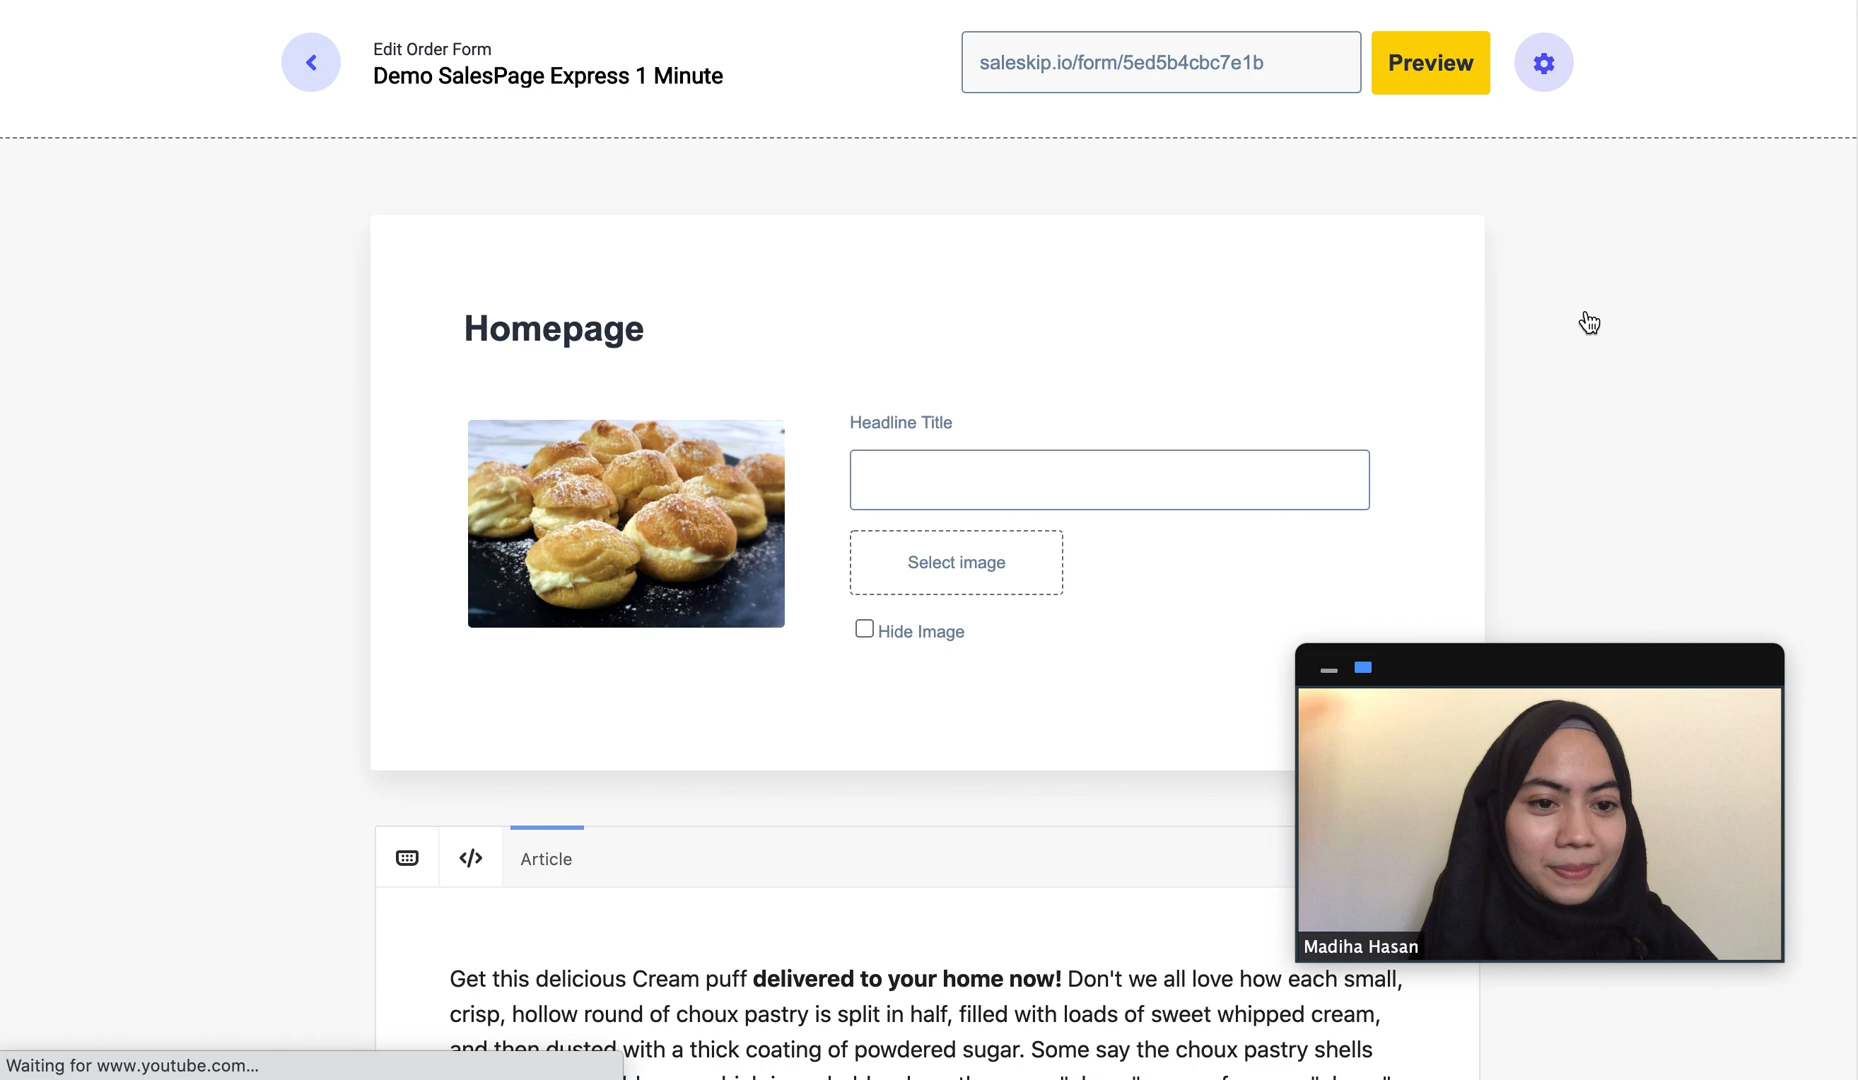 Edit Order Form
Demo SalesPage Express 1 Minute
saleskip.io/form/5ed5b4cbc7e1b
Preview
Homepage
Headline Title
Select image
Hide Image
Article
Madiha Hasan
Get this delicious Cream puff delivered to your home now! Don't we all love how each small,
crisp, hollow round of choux pastry is split in half, filled with loads of sweet whipped cream,
and then dusted with a thick coating of powdered sugar. Some say the choux pastry shells
Waiting for www.youtube.com...